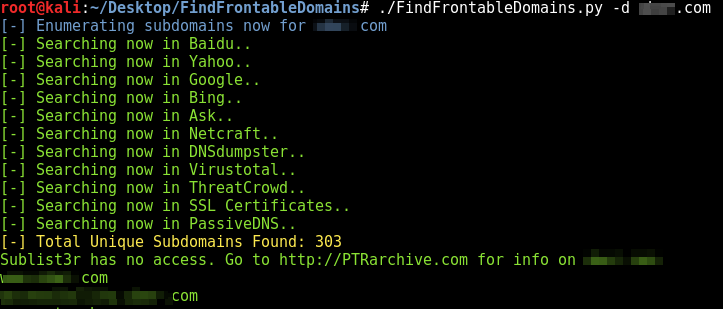 root@kali:~/Desktop/FindFrontableDomains# ./FindFrontableDomains.py -d .com
[-] Enumerating subdomains now for com
[-] Searching now in Baidu..
[-] Searching now in Yahoo..
[-] Searching now in Google..
[-] Searching now in Bing..
[-] Searching now in Ask..
[-] Searching now in Netcraft..
[-] Searching now in DNSdumpster..
[-] Searching now in Virustotal..
[-] Searching now in ThreatCrowd..
[-] Searching now in SSL Certificates..
[-] Searching now in PassiveDNS..
[-] Total Unique Subdomains Found: 303
Sublist3r has no access. Go to http://PTRarchive.com for info on
com
.com